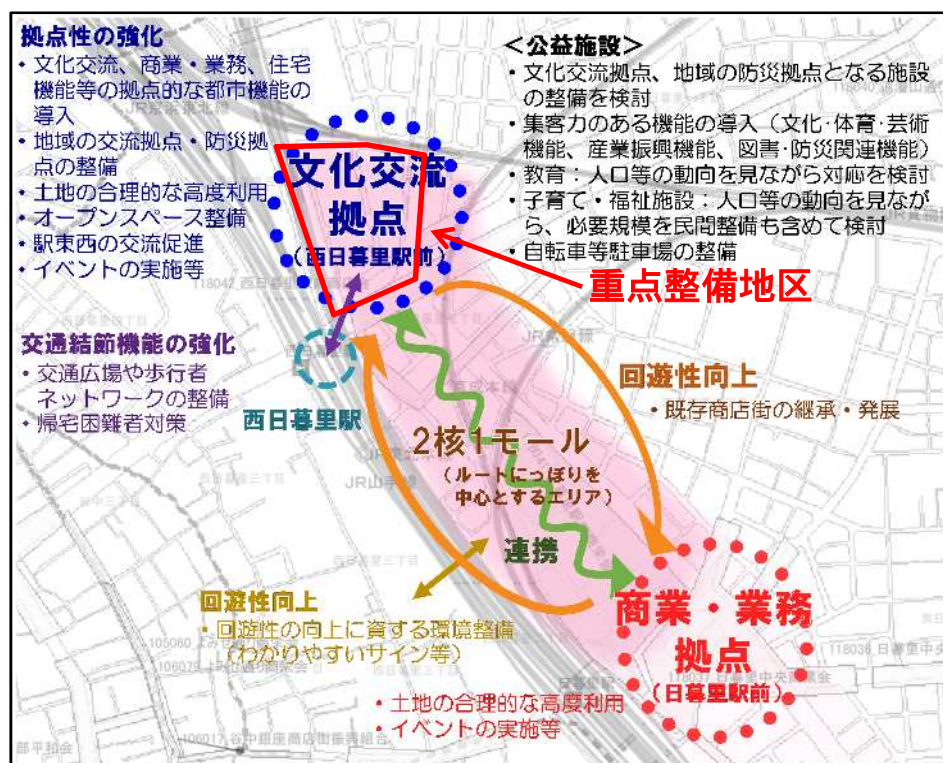 拠点性の強化
・文化交流、商業・業務、住宅
機能等の拠点的な都市機能の
導入
・地域の交流拠点・防災拠
点の整備
・土地の合理的な高度利用
・オープンスペース整備
・駅東西の交流促進
・イベントの実施等
<公益施設>
・文化交流拠点、地域の防災拠点となる施設
の整備を検討
・集客力のある機能の導入（文化・体育・芸術
機能、産業振興機能、図書・防災関連機能）
・教育：人口等の動向を見ながら対応を検討
・子育て・福祉施設：人口等の動向を見なが
ら、必要規模を民間整備も含めて検討
・自転車等駐車場の整備
文化交流
拠点
(西日暮里駅前)
重点整備地区
交通結節機能の強化
・交通広場や歩行者
ネットワークの整備
・帰宅困難者対策
西日暮里駅
回遊性向上
・既存商店街の継承・発展
2核1モール
(ルートにっぽりを
中心とするエリア)
JR山手線
連携
回遊性向上
・回遊性の向上に資する環境整備
(わかりやすいサイン等)
商業・業務
拠点
(日暮里駅前)
・土地の合理的な高度利用
・イベントの実施等